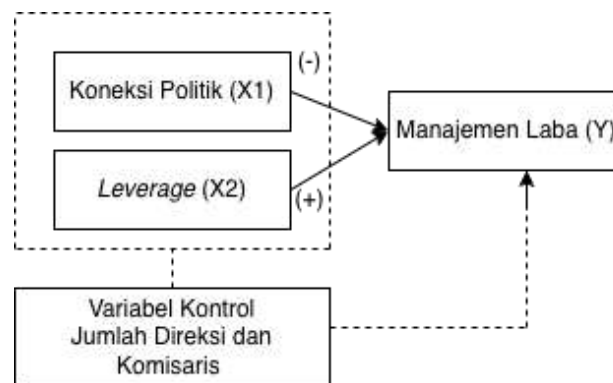 Koneksi Politik (X1)
(-)
Manajemen Laba (Y)
Leverage (X2)
(+)
Variabel Kontrol
Jumlah Direksi dan
Komisaris